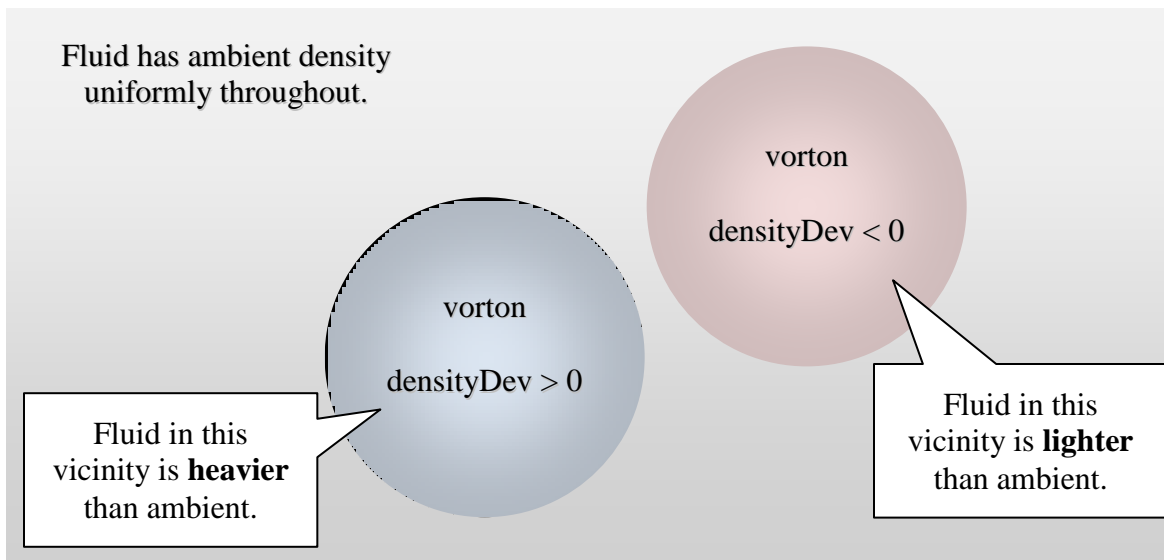 Fluid has ambient density
uniformly throughout.
vorton
densityDev < 0
vorton
densityDev > 0
Fluid in this
vicinity is heavier
than ambient.
Fluid in this
vicinity is lighter
than ambient.